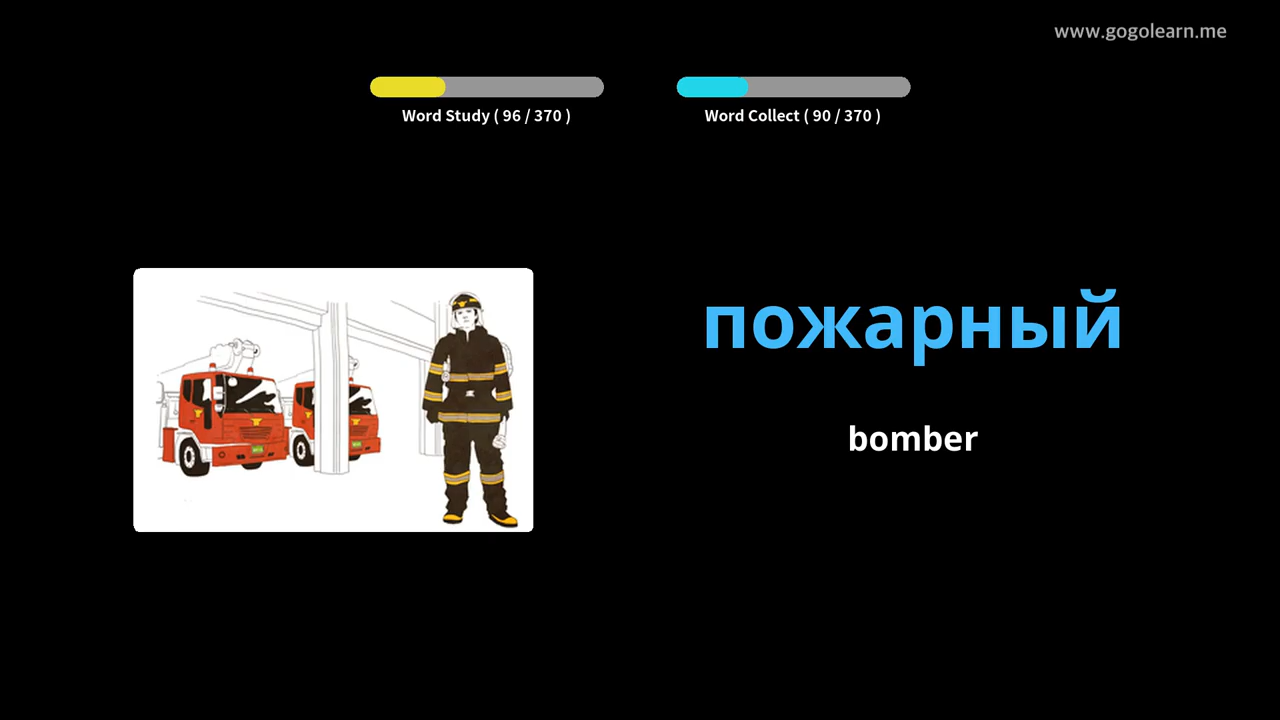 www.gogolearn.me
Word Study ( 96 / 370 )
Word Collect ( 90 / 370 )
пожарный
bomber